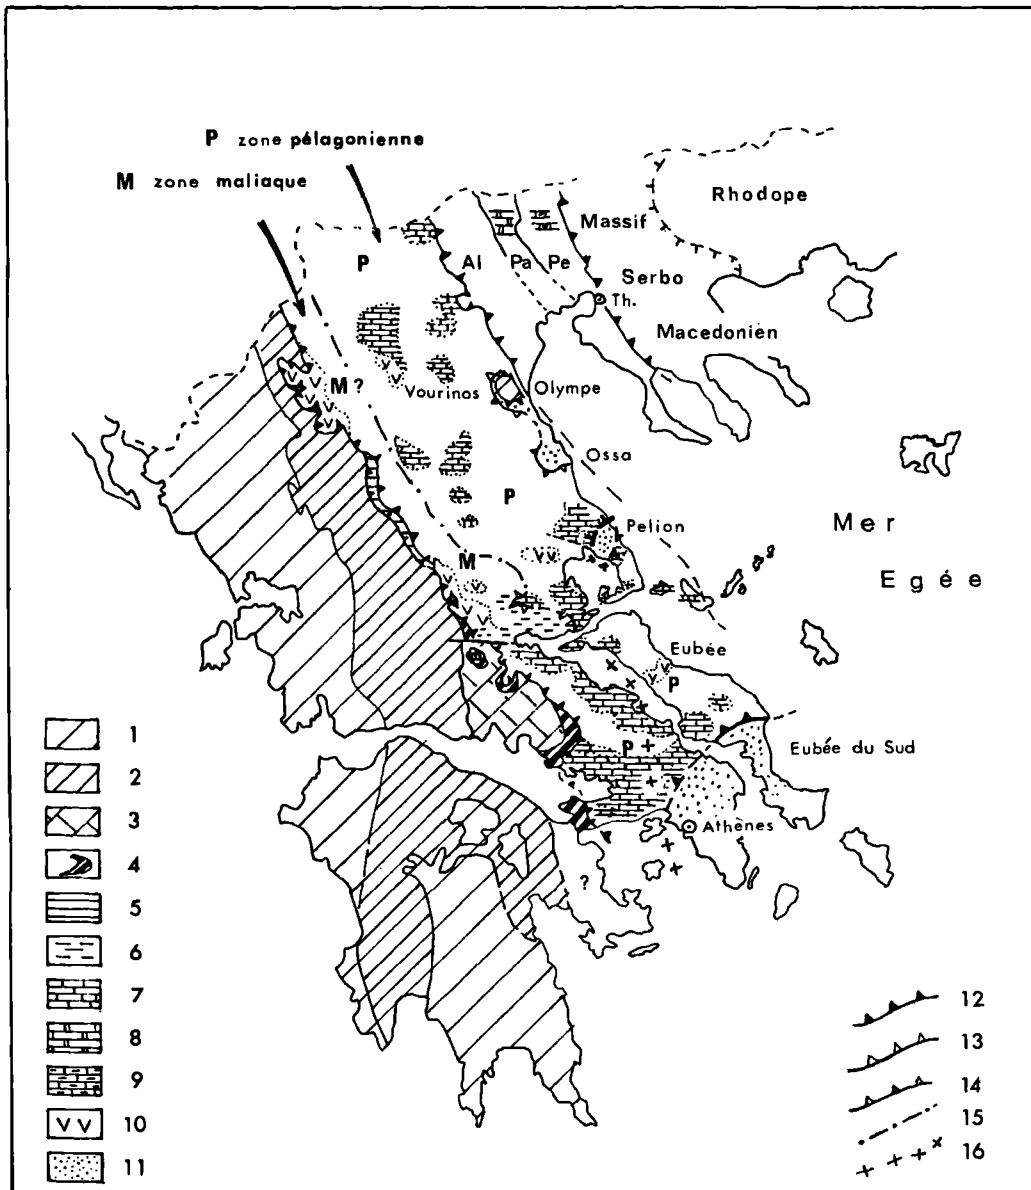 P zone pélagonienne
M zone maliaque
Rhodope
Massif
P
Al
Pa
Pe
Serbo
Th.
Macedonien
M ?
Vourinos
Olympe
Ossa
P
Pelion
Mer
M
Egée
Eubée
P
P
Eubée du Sud
Athènes
?
1
2
3
4
5
6
7
8
9
10
11
12
13
14
15
16